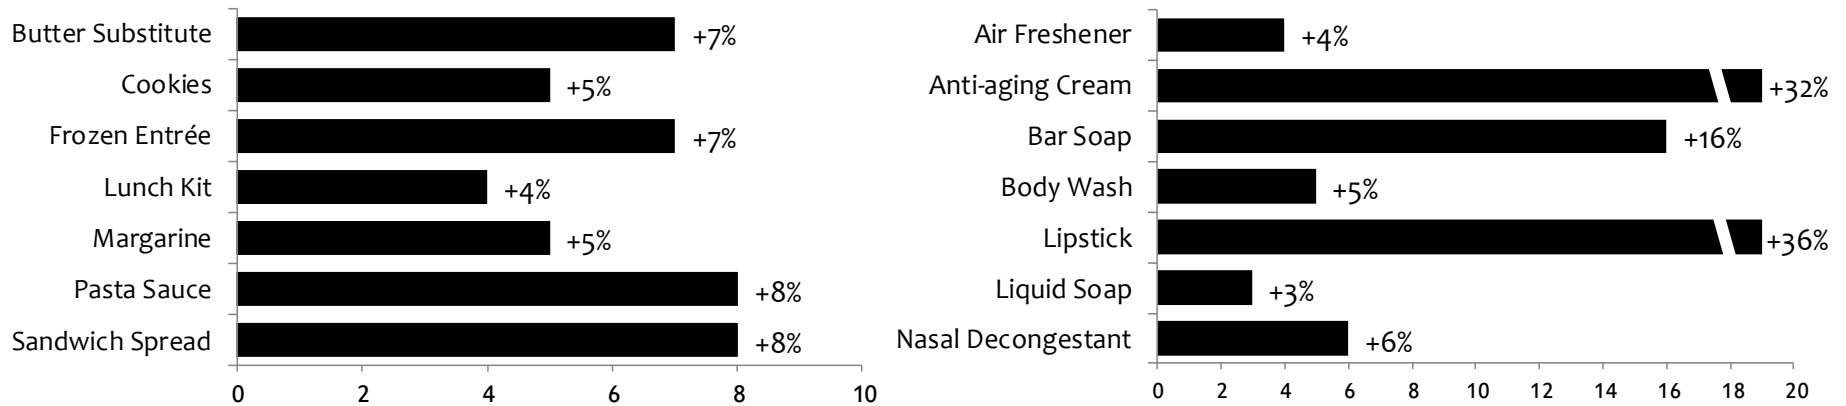 Butter Substitute +7%
Cookies +5%
Frozen Entrée +7%
Lunch Kit +4%
Margarine +5%
Pasta Sauce +8%
Sandwich Spread +8%
0 2 4 6 8 10
Air Freshener +4%
Anti-aging Cream +32%
Bar Soap +16%
Body Wash +5%
Lipstick +36%
Liquid Soap +3%
Nasal Decongestant +6%
0 2 4 6 8 10 12 14 16 18 20